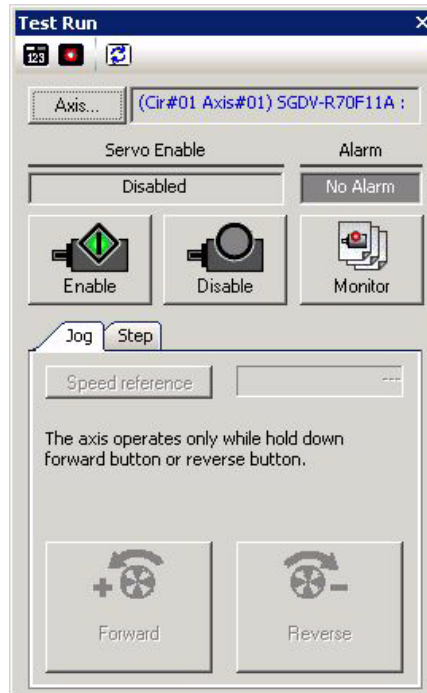 Test Run
123
Axis...
(Cir#01 Axis#01) SGDV-R70F11A :
Servo Enable
Alarm
Disabled
No Alarm
Enable
Disable
Monitor
Jog
Step
Speed reference
---
The axis operates only while hold down
forward button or reverse button.
Forward
Reverse